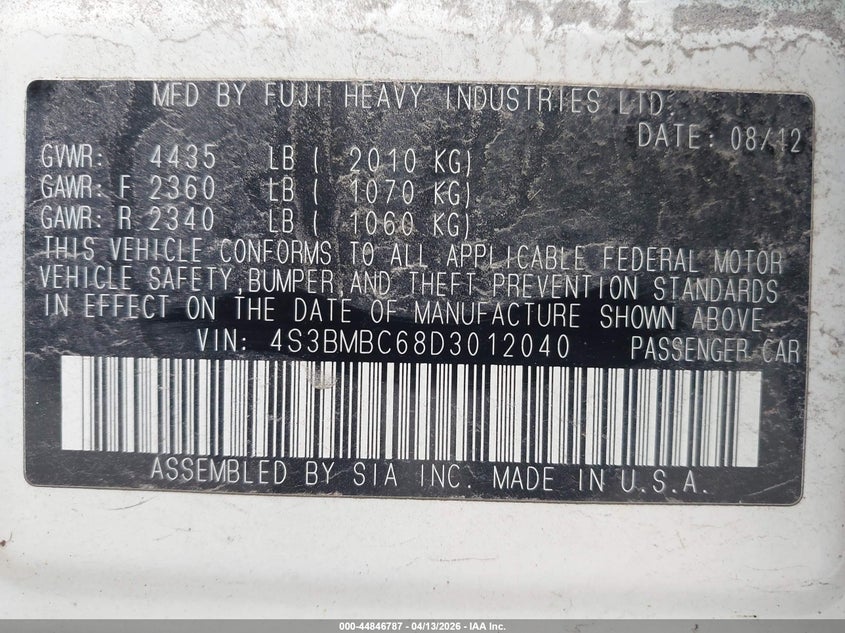 MFD BY FUJI HEAVY INDUSTRIES LTD.
DATE: 08/12
GVWR: 4435 LB ( 2010 KG)
GAWR: F 2360 LB ( 1070 KG)
GAWR: R 2340 LB ( 1060 KG)
THIS VEHICLE CONFORMS TO ALL APPLICABLE FEDERAL MOTOR
VEHICLE SAFETY,BUMPER,AND THEFT PREVENTION STANDARDS
IN EFFECT ON THE DATE OF MANUFACTURE SHOWN ABOVE.
VIN: 4S3BMBC68D3012040 PASSENGER CAR
ASSEMBLED BY SIA INC. MADE IN U.S.A.
000-44846787 - 04/13/2026 - IAA Inc.